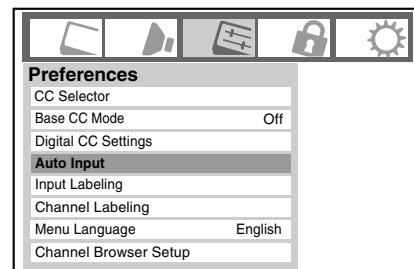 Preferences
CC Selector
Base CC Mode Off
Digital CC Settings
Auto Input
Input Labeling
Channel Labeling
Menu Language English
Channel Browser Setup